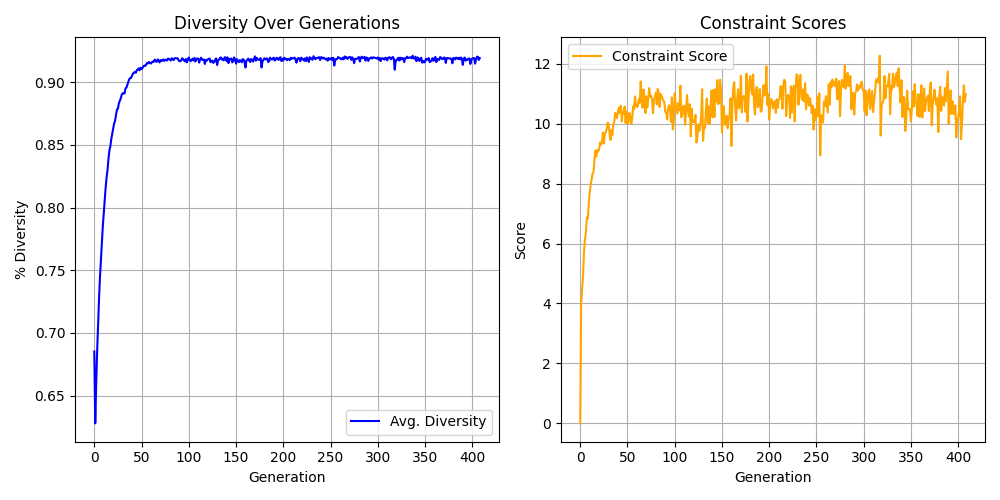 Diversity Over Generations
% Diversity
0.90
0.85
0.80
0.75
0.70
0.65
0 50 100 150 200 250 300 350 400
Generation
Avg. Diversity
Constraint Scores
Constraint Score
Score
12
10
8
6
4
2
0
0 50 100 150 200 250 300 350 400
Generation